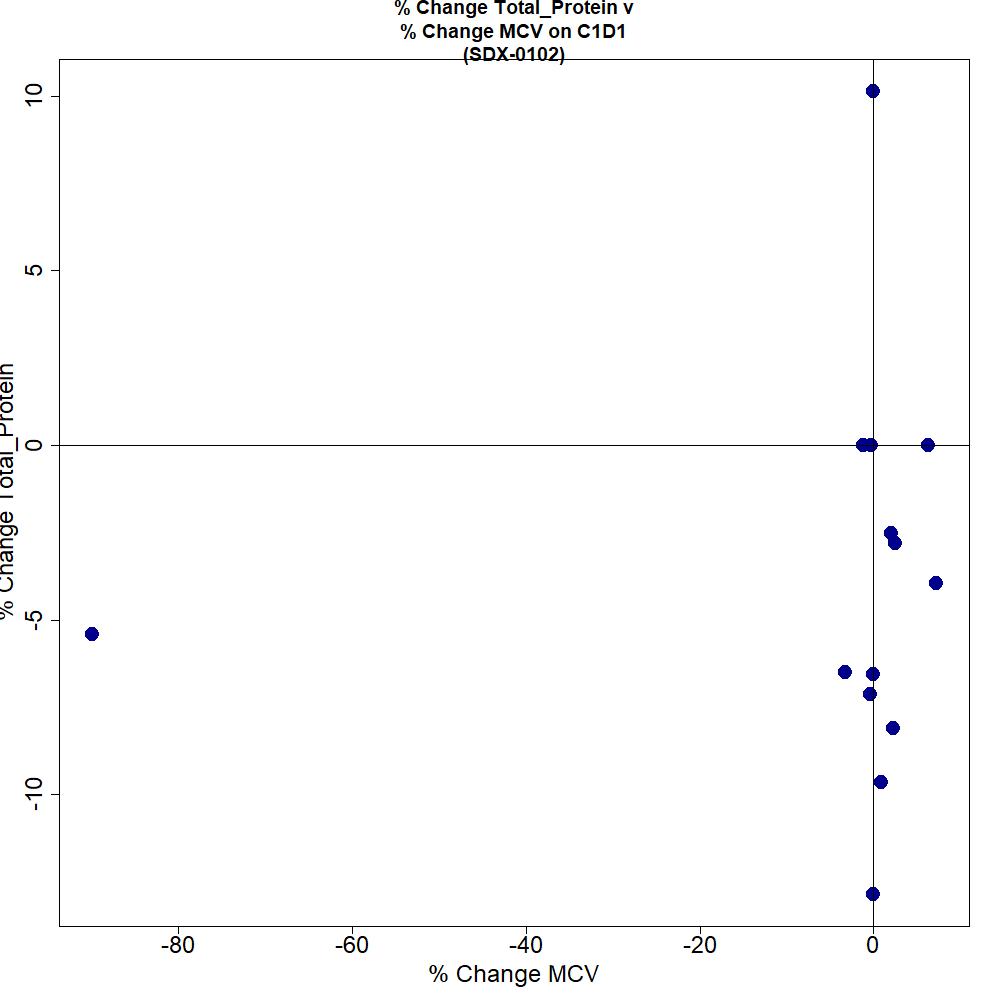 % Change Total_Protein v
% Change MCV on C1D1
(SDX-0102)
10
5
0
-5
-10
% Change Total_Protein
-80
-60
-40
-20
0
% Change MCV